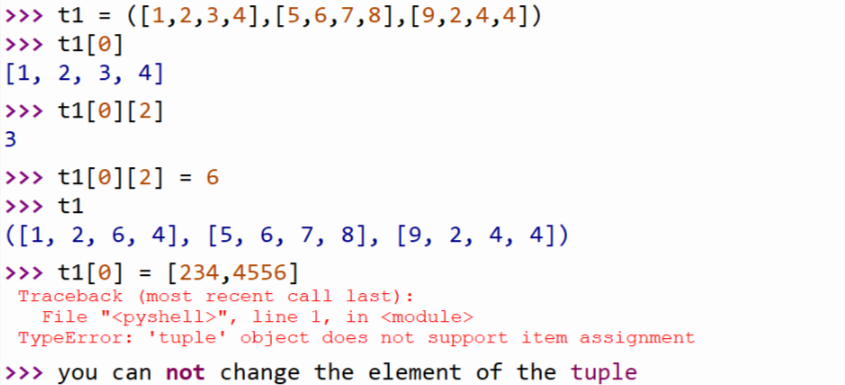 >>> t1 = ([1,2,3,4],[5,6,7,8],[9,2,4,4])
>>> t1[0]
[1, 2, 3, 4]
>>> t1[0][2]
3
>>> t1[0][2] = 6
>>> t1
([1, 2, 6, 4], [5, 6, 7, 8], [9, 2, 4, 4])
>>> t1[0] = [234,4556]
Traceback (most recent call last):
File "<pyshell>", line 1, in <module>
TypeError: 'tuple' object does not support item assignment
>>> you can not change the element of the tuple